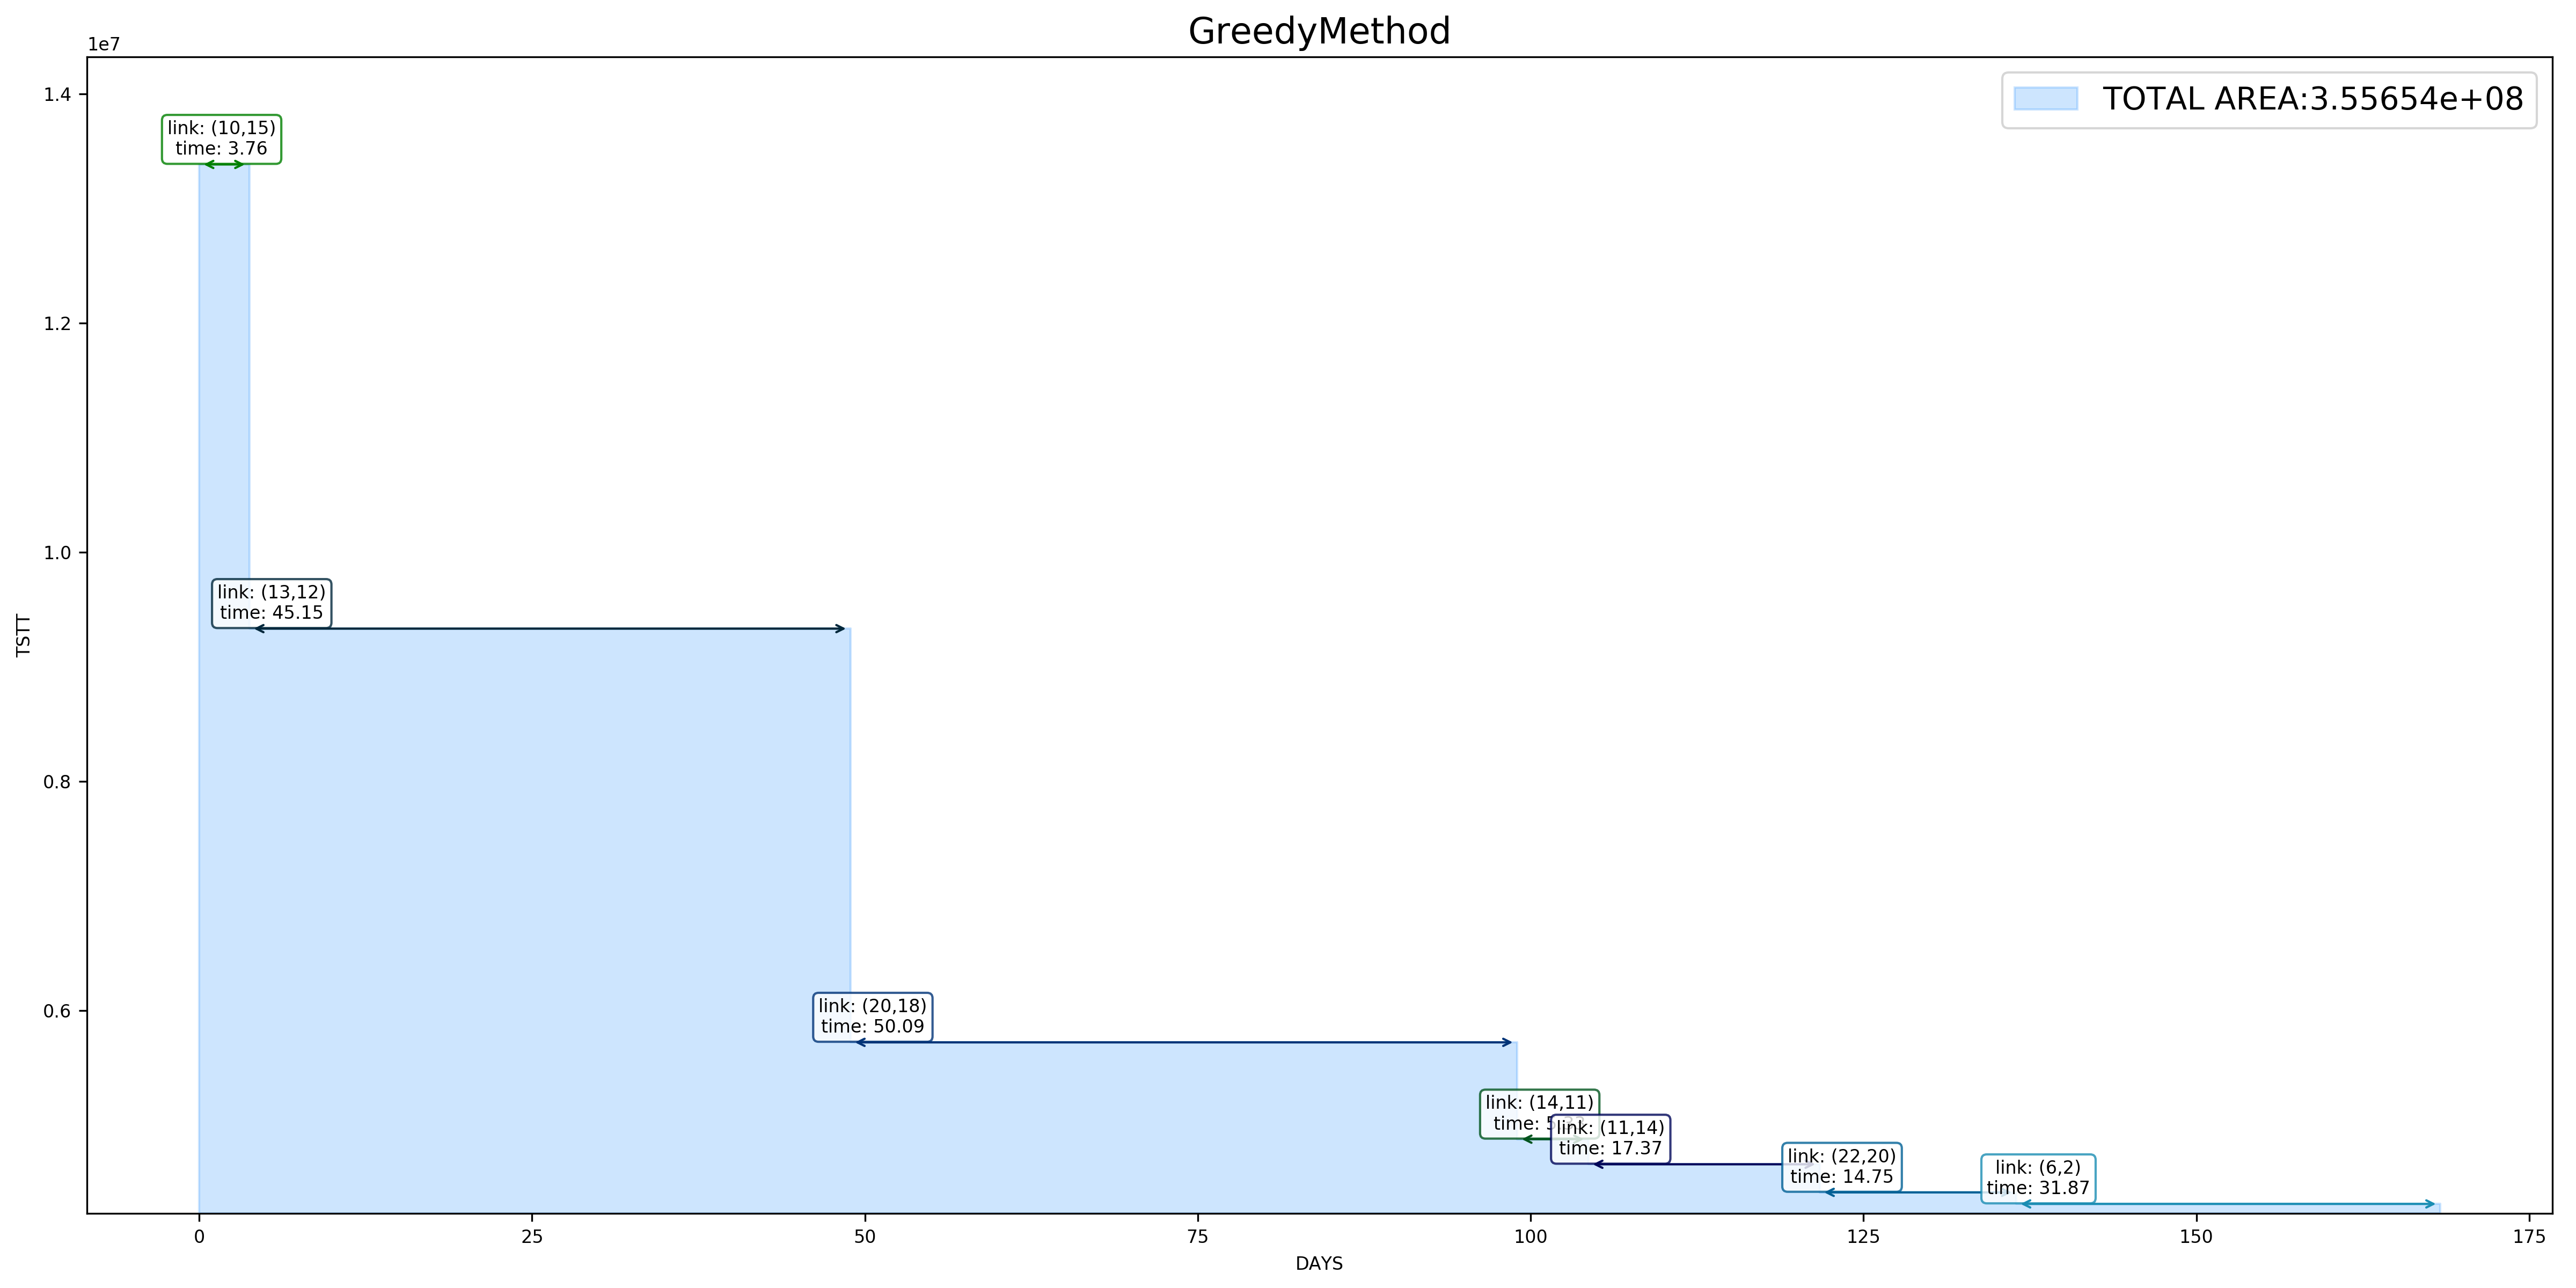 GreedyMethod
1e7
1.4
1.2
1.0
0.8
0.6
TSTT
TOTAL AREA:3.55654e+08
link: (10,15)
time: 3.76
link: (13,12)
time: 45.15
link: (20,18)
time: 50.09
link: (14,11)
time:
link: (11,14)
time: 17.37
link: (22,20)
time: 14.75
link: (6,2)
time: 31.87
0
25
50
75
100
125
150
175
DAYS